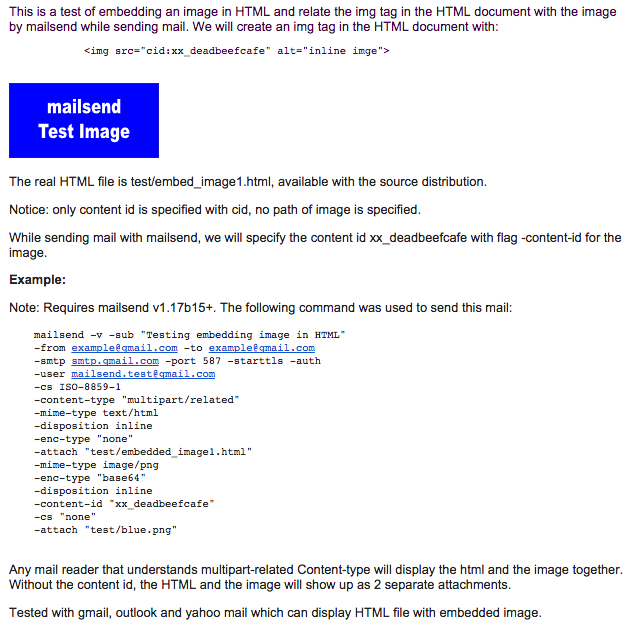 This is a test of embedding an image in HTML and relate the img tag in the HTML document with the image
by mailsend while sending mail. We will create an img tag in the HTML document with:
<img src="cid:xx_deadbeefcafe" alt="inline imge">
mailsend
Test Image
The real HTML file is test/embed_image1.html, available with the source distribution.
Notice: only content id is specified with cid, no path of image is specified.
While sending mail with mailsend, we will specify the content id xx_deadbeefcafe with flag -content-id for the
image.
Example:
Note: Requires mailsend v1.17b15+. The following command was used to send this mail:
mailsend -v -sub "Testing embedding image in HTML"
-from example@gmail.com -to example@gmail.com
-smtp smtp.gmail.com -port 587 -starttls -auth
-user mailsend.test@gmail.com
-cs ISO-8859-1
-content-type "multipart/related"
-mime-type text/html
-disposition inline
-enc-type "none"
-attach "test/embedded_image1.html"
-mime-type image/png
-enc-type "base64"
-disposition inline
-content-id "xx_deadbeefcafe"
-cs "none"
-attach "test/blue.png"
Any mail reader that understands multipart-related Content-type will display the html and the image together.
Without the content id, the HTML and the image will show up as 2 separate attachments.
Tested with gmail, outlook and yahoo mail which can display HTML file with embedded image.